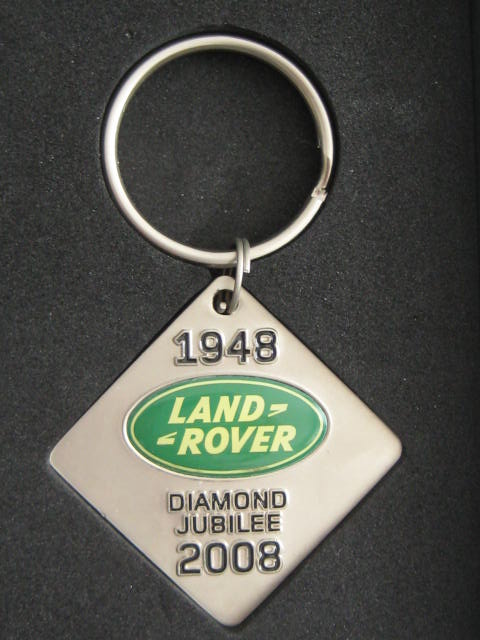 1948
LAND-
-ROVER
DIAMOND
JUBILEE
2008